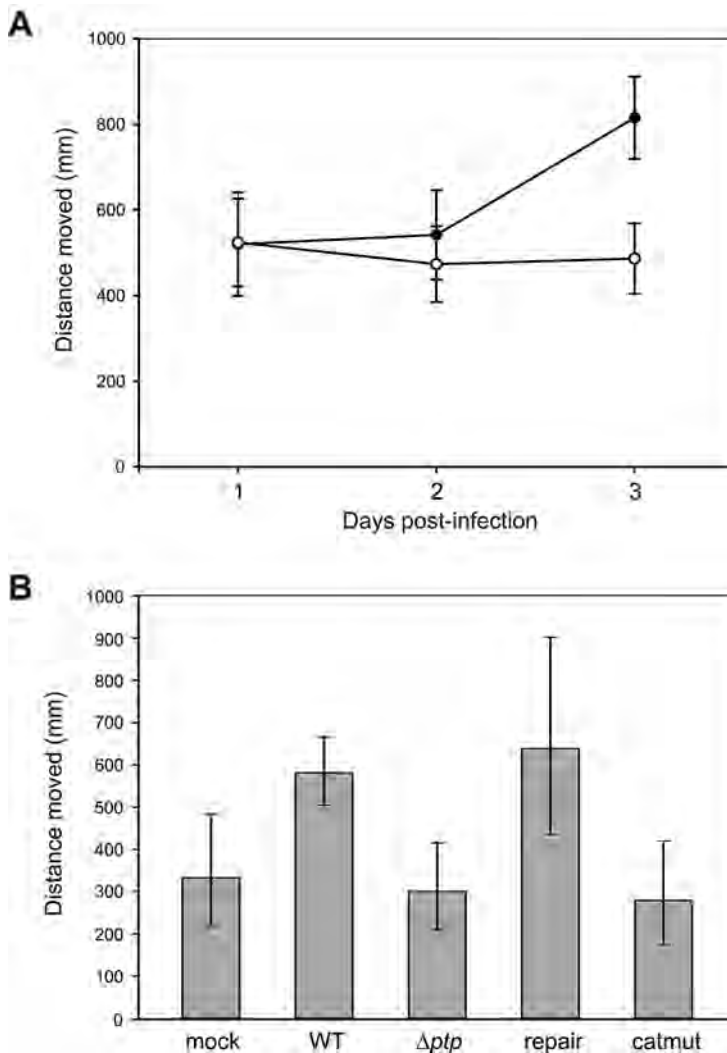 A
1000
800
600
400
200
0
Distance moved (mm)
1 2 3
Days post-infection
B
1000
900
800
700
600
500
400
300
200
100
0
Distance moved (mm)
mock WT Δptp repair catmut